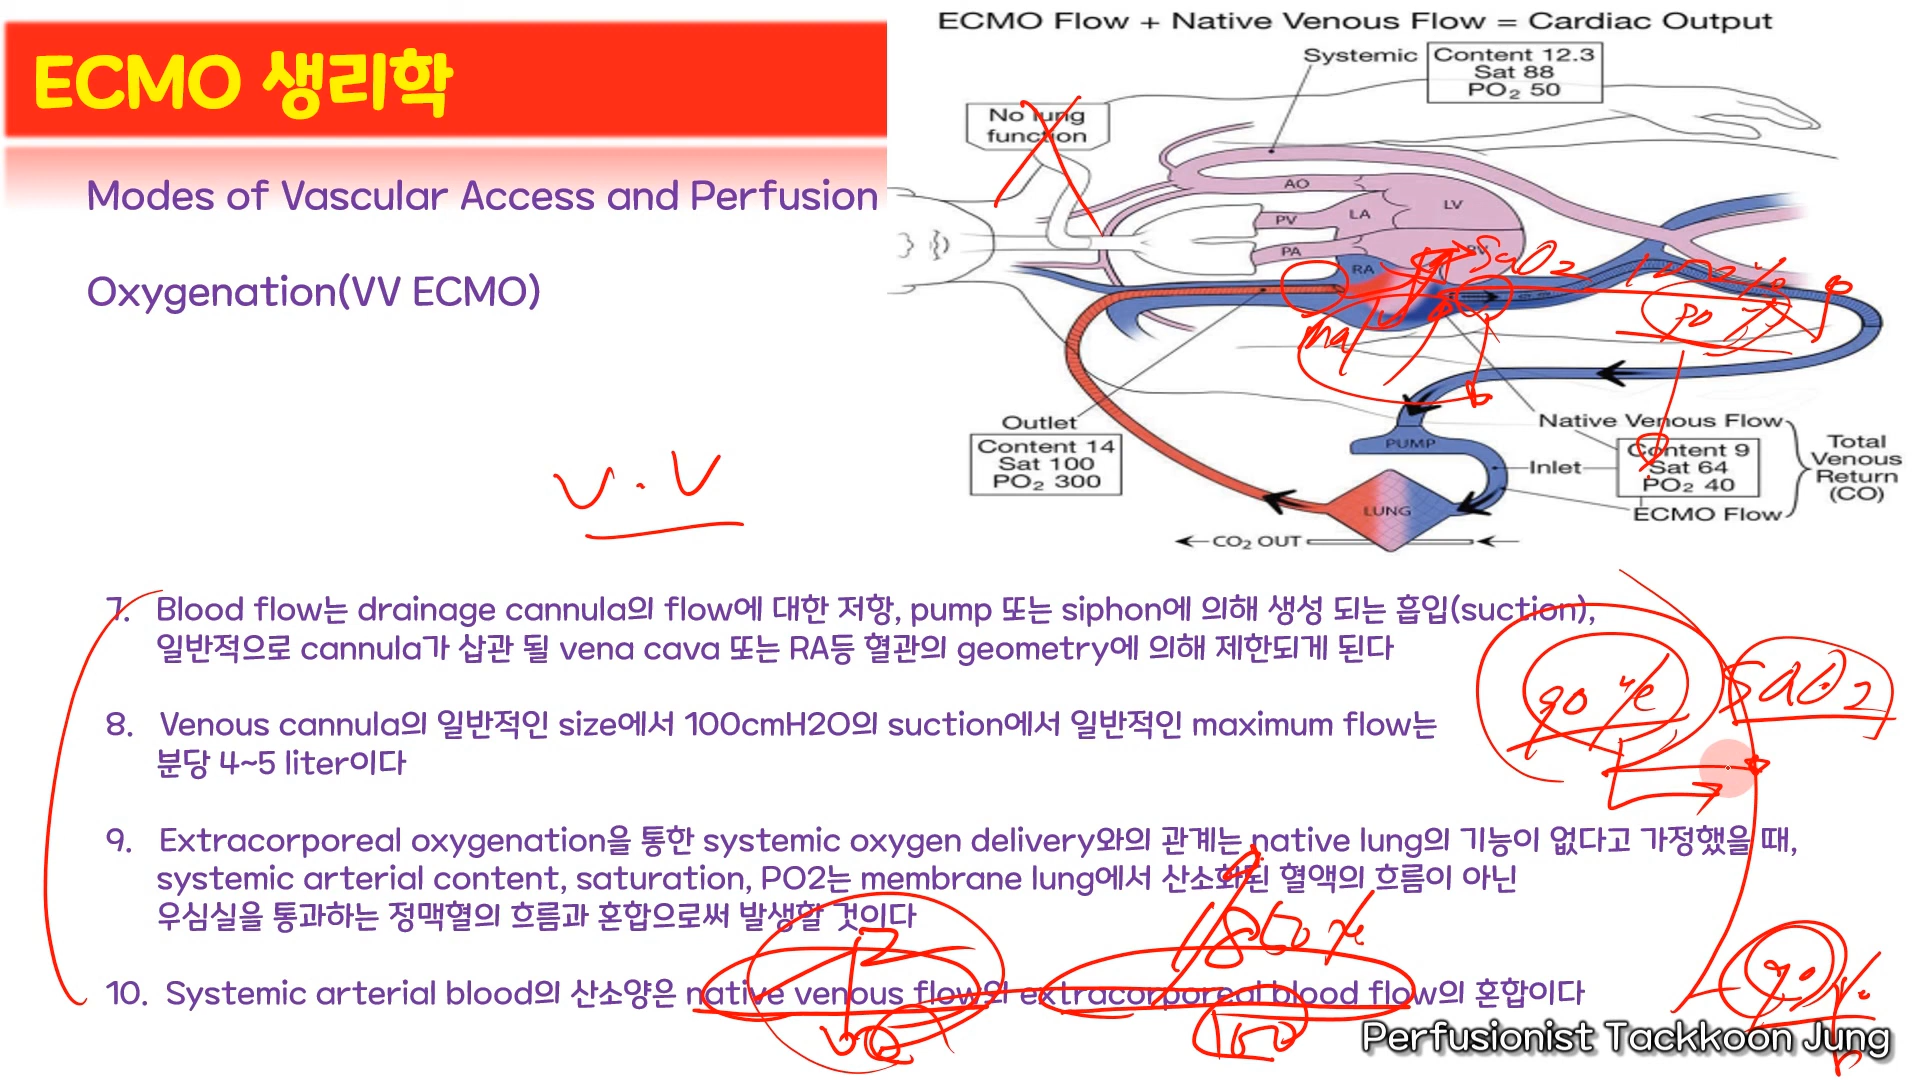 ECMO 생리학
Modes of Vascular Access and Perfusion
Oxygenation(VV ECMO)
ECMO Flow + Native Venous Flow = Cardiac Output
Systemic
Content 12.3
Sat 88
PO₂ 50
No lung
function
AO
LV
LA
PV
PA
RV
RA
SaO2
100%
90
PO
Outlet
Content 14
Sat 100
PO₂ 300
PUMP
Native Venous Flow
Inlet
Content 9
Sat 64
PO₂ 40
ECMO Flow
Total
Venous
Return
(CO)
LUNG
CO₂ OUT
V.V
7. Blood flow는 drainage cannula의 flow에 대한 저항, pump 또는 siphon에 의해 생성 되는 흡입(suction),
일반적으로 cannula가 삽관 될 vena cava 또는 RA등 혈관의 geometry에 의해 제한되게 된다
90%
SaO2
8. Venous cannula의 일반적인 size에서 100cmH2O의 suction에서 일반적인 maximum flow는
분당 4~5 liter이다
9. Extracorporeal oxygenation을 통한 systemic oxygen delivery와의 관계는 native lung의 기능이 없다고 가정했을 때,
systemic arterial content, saturation, PO2는 membrane lung에서 산소화된 혈액의 흐름이 아닌
우심실을 통과하는 정맥혈의 흐름과 혼합으로써 발생할 것이다
10. Systemic arterial blood의 산소양은 native venous flow와 extracorporeal blood flow의 혼합이다
90%
100
Perfusionist Tackkoon Jung